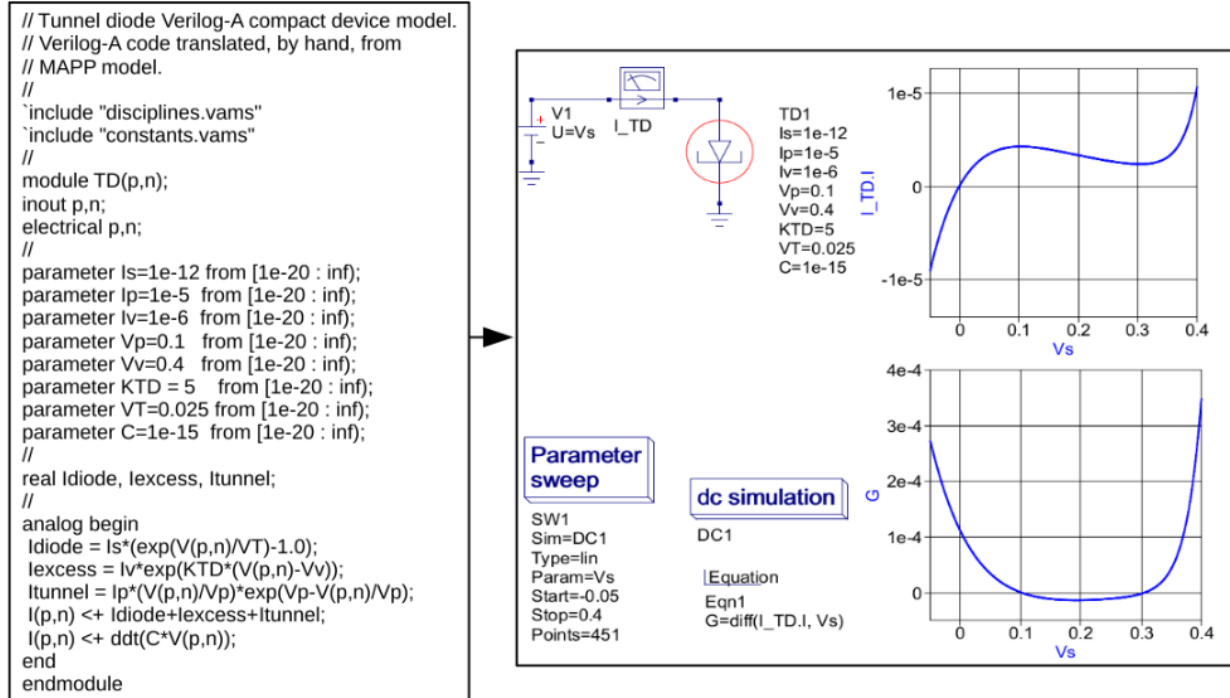 // Tunnel diode Verilog-A compact device model.
// Verilog-A code translated, by hand, from
// MAPP model.
//
`include "disciplines.vams"
`include "constants.vams"
//
module TD(p,n);
inout p,n;
electrical p,n;
//
parameter Is=1e-12 from [1e-20 : inf);
parameter Ip=1e-5 from [1e-20 : inf);
parameter Iv=1e-6 from [1e-20 : inf);
parameter Vp=0.1 from [1e-20 : inf);
parameter Vv=0.4 from [1e-20 : inf);
parameter KTD = 5 from [1e-20 : inf);
parameter VT=0.025 from [1e-20 : inf);
parameter C=1e-15 from [1e-20 : inf);
//
real Idiode, Iexcess, Itunnel;
//
analog begin
Idiode = Is*(exp(V(p,n)/VT)-1.0);
Iexcess = Iv*exp(KTD*(V(p,n)-Vv));
Itunnel = Ip*(V(p,n)/Vp)*exp(Vp-V(p,n)/Vp);
I(p,n) <+ Idiode+Iexcess+Itunnel;
I(p,n) <+ ddt(C*V(p,n));
end
endmodule
+
−
V1
U=Vs
I_TD
TD1
Is=1e-12
Ip=1e-5
Iv=1e-6
Vp=0.1
Vv=0.4
KTD=5
VT=0.025
C=1e-15
I_TD.I
1e-5
0
-1e-5
0 0.1 0.2 0.3 0.4
Vs
Parameter
sweep
SW1
Sim=DC1
Type=lin
Param=Vs
Start=-0.05
Stop=0.4
Points=451
dc simulation
DC1
Equation
Eqn1
G=diff(I_TD.I, Vs)
G
4e-4
3e-4
2e-4
1e-4
0
0 0.1 0.2 0.3 0.4
Vs